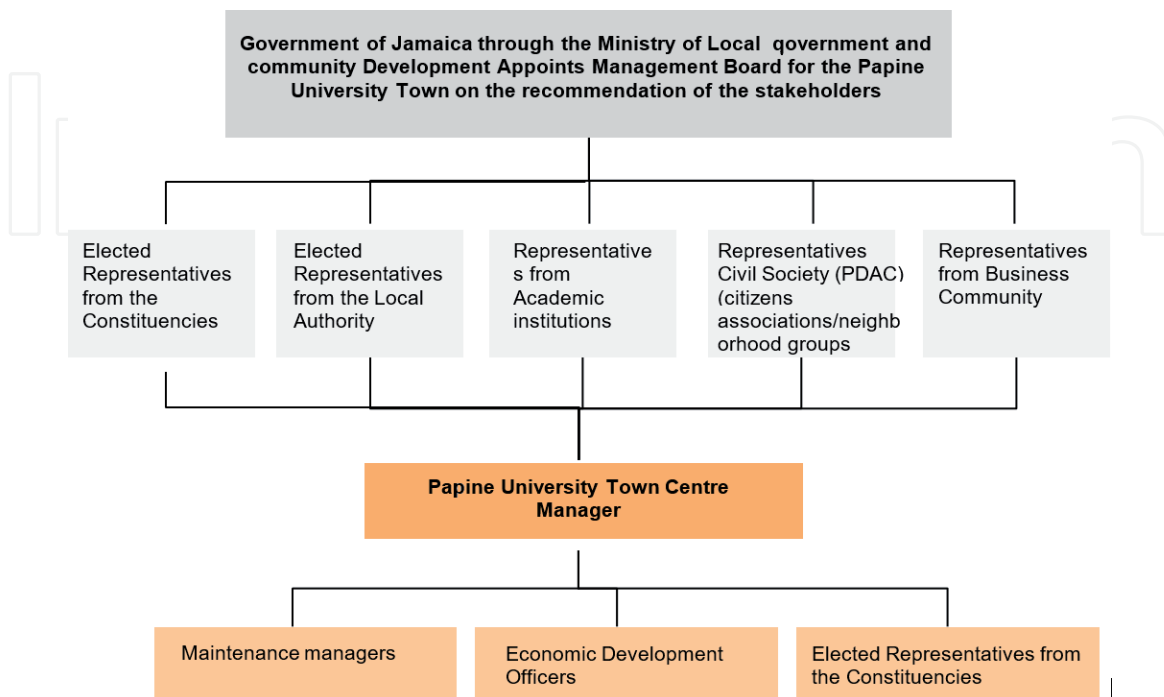 Government of Jamaica through the Ministry of Local qovernment and
community Development Appoints Management Board for the Papine
University Town on the recommendation of the stakeholders
Elected
Representatives
from the
Constituencies
Elected
Representatives
from the Local
Authority
Representative
s from
Academic
institutions
Representatives
Civil Society (PDAC)
(citizens
associations/neighb
orhood groups
Representatives
from Business
Community
Papine University Town Centre
Manager
Maintenance managers
Economic Development
Officers
Elected Representatives from
the Constituencies